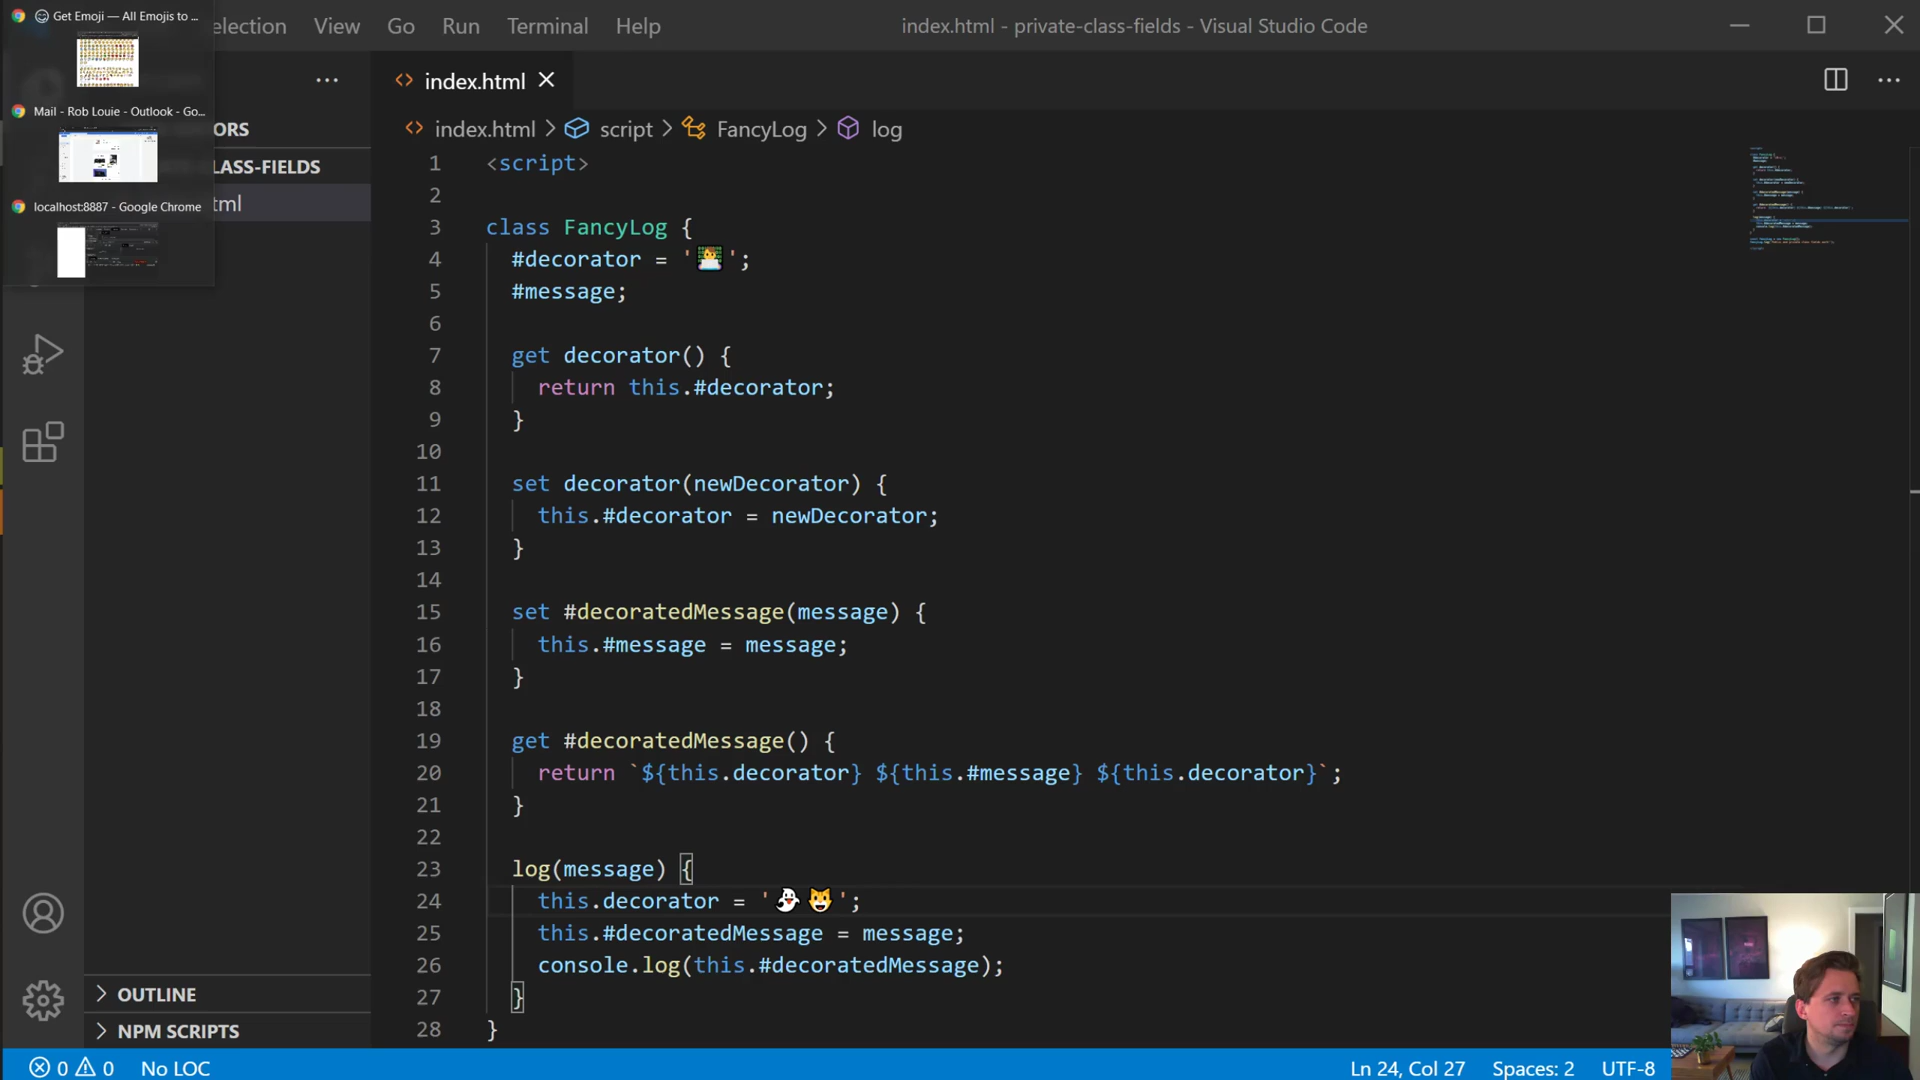 Get Emoji — All Emojis to ...
Mail - Rob Louie - Outlook - Go...
localhost:8887 - Google Chrome
election View Go Run Terminal Help
index.html - private-class-fields - Visual Studio Code
ORS
LASS-FIELDS
tml
OUTLINE
NPM SCRIPTS
index.html
index.html script FancyLog log
1 <script>
2
3 class FancyLog {
4 #decorator = '👨‍💻';
5 #message;
6
7 get decorator() {
8 return this.#decorator;
9 }
10
11 set decorator(newDecorator) {
12 this.#decorator = newDecorator;
13 }
14
15 set #decoratedMessage(message) {
16 this.#message = message;
17 }
18
19 get #decoratedMessage() {
20 return `${this.decorator} ${this.#message} ${this.decorator}`;
21 }
22
23 log(message) {
24 this.decorator = '👻😺';
25 this.#decoratedMessage = message;
26 console.log(this.#decoratedMessage);
27 }
28 }
0 0 No LOC
Ln 24, Col 27 Spaces: 2 UTF-8